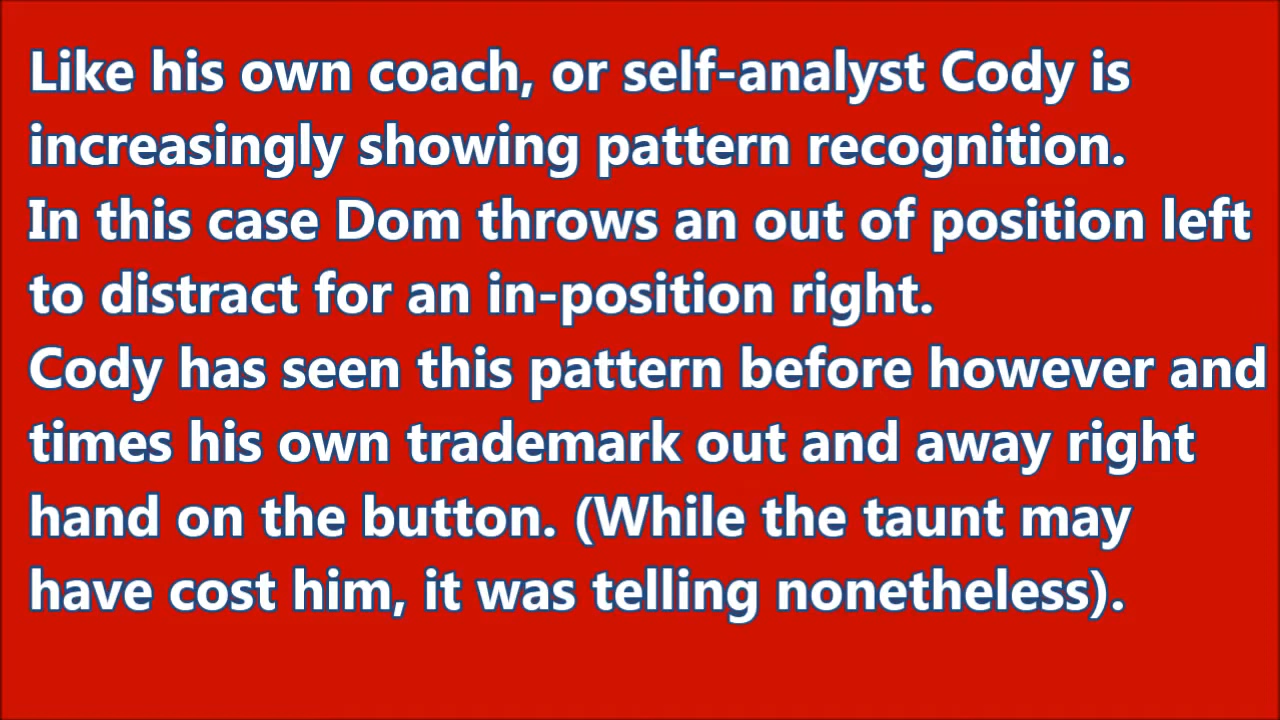 Like his own coach, or self-analyst Cody is
increasingly showing pattern recognition.
In this case Dom throws an out of position left
to distract for an in-position right.
Cody has seen this pattern before however and
times his own trademark out and away right
hand on the button. (While the taunt may
have cost him, it was telling nonetheless).